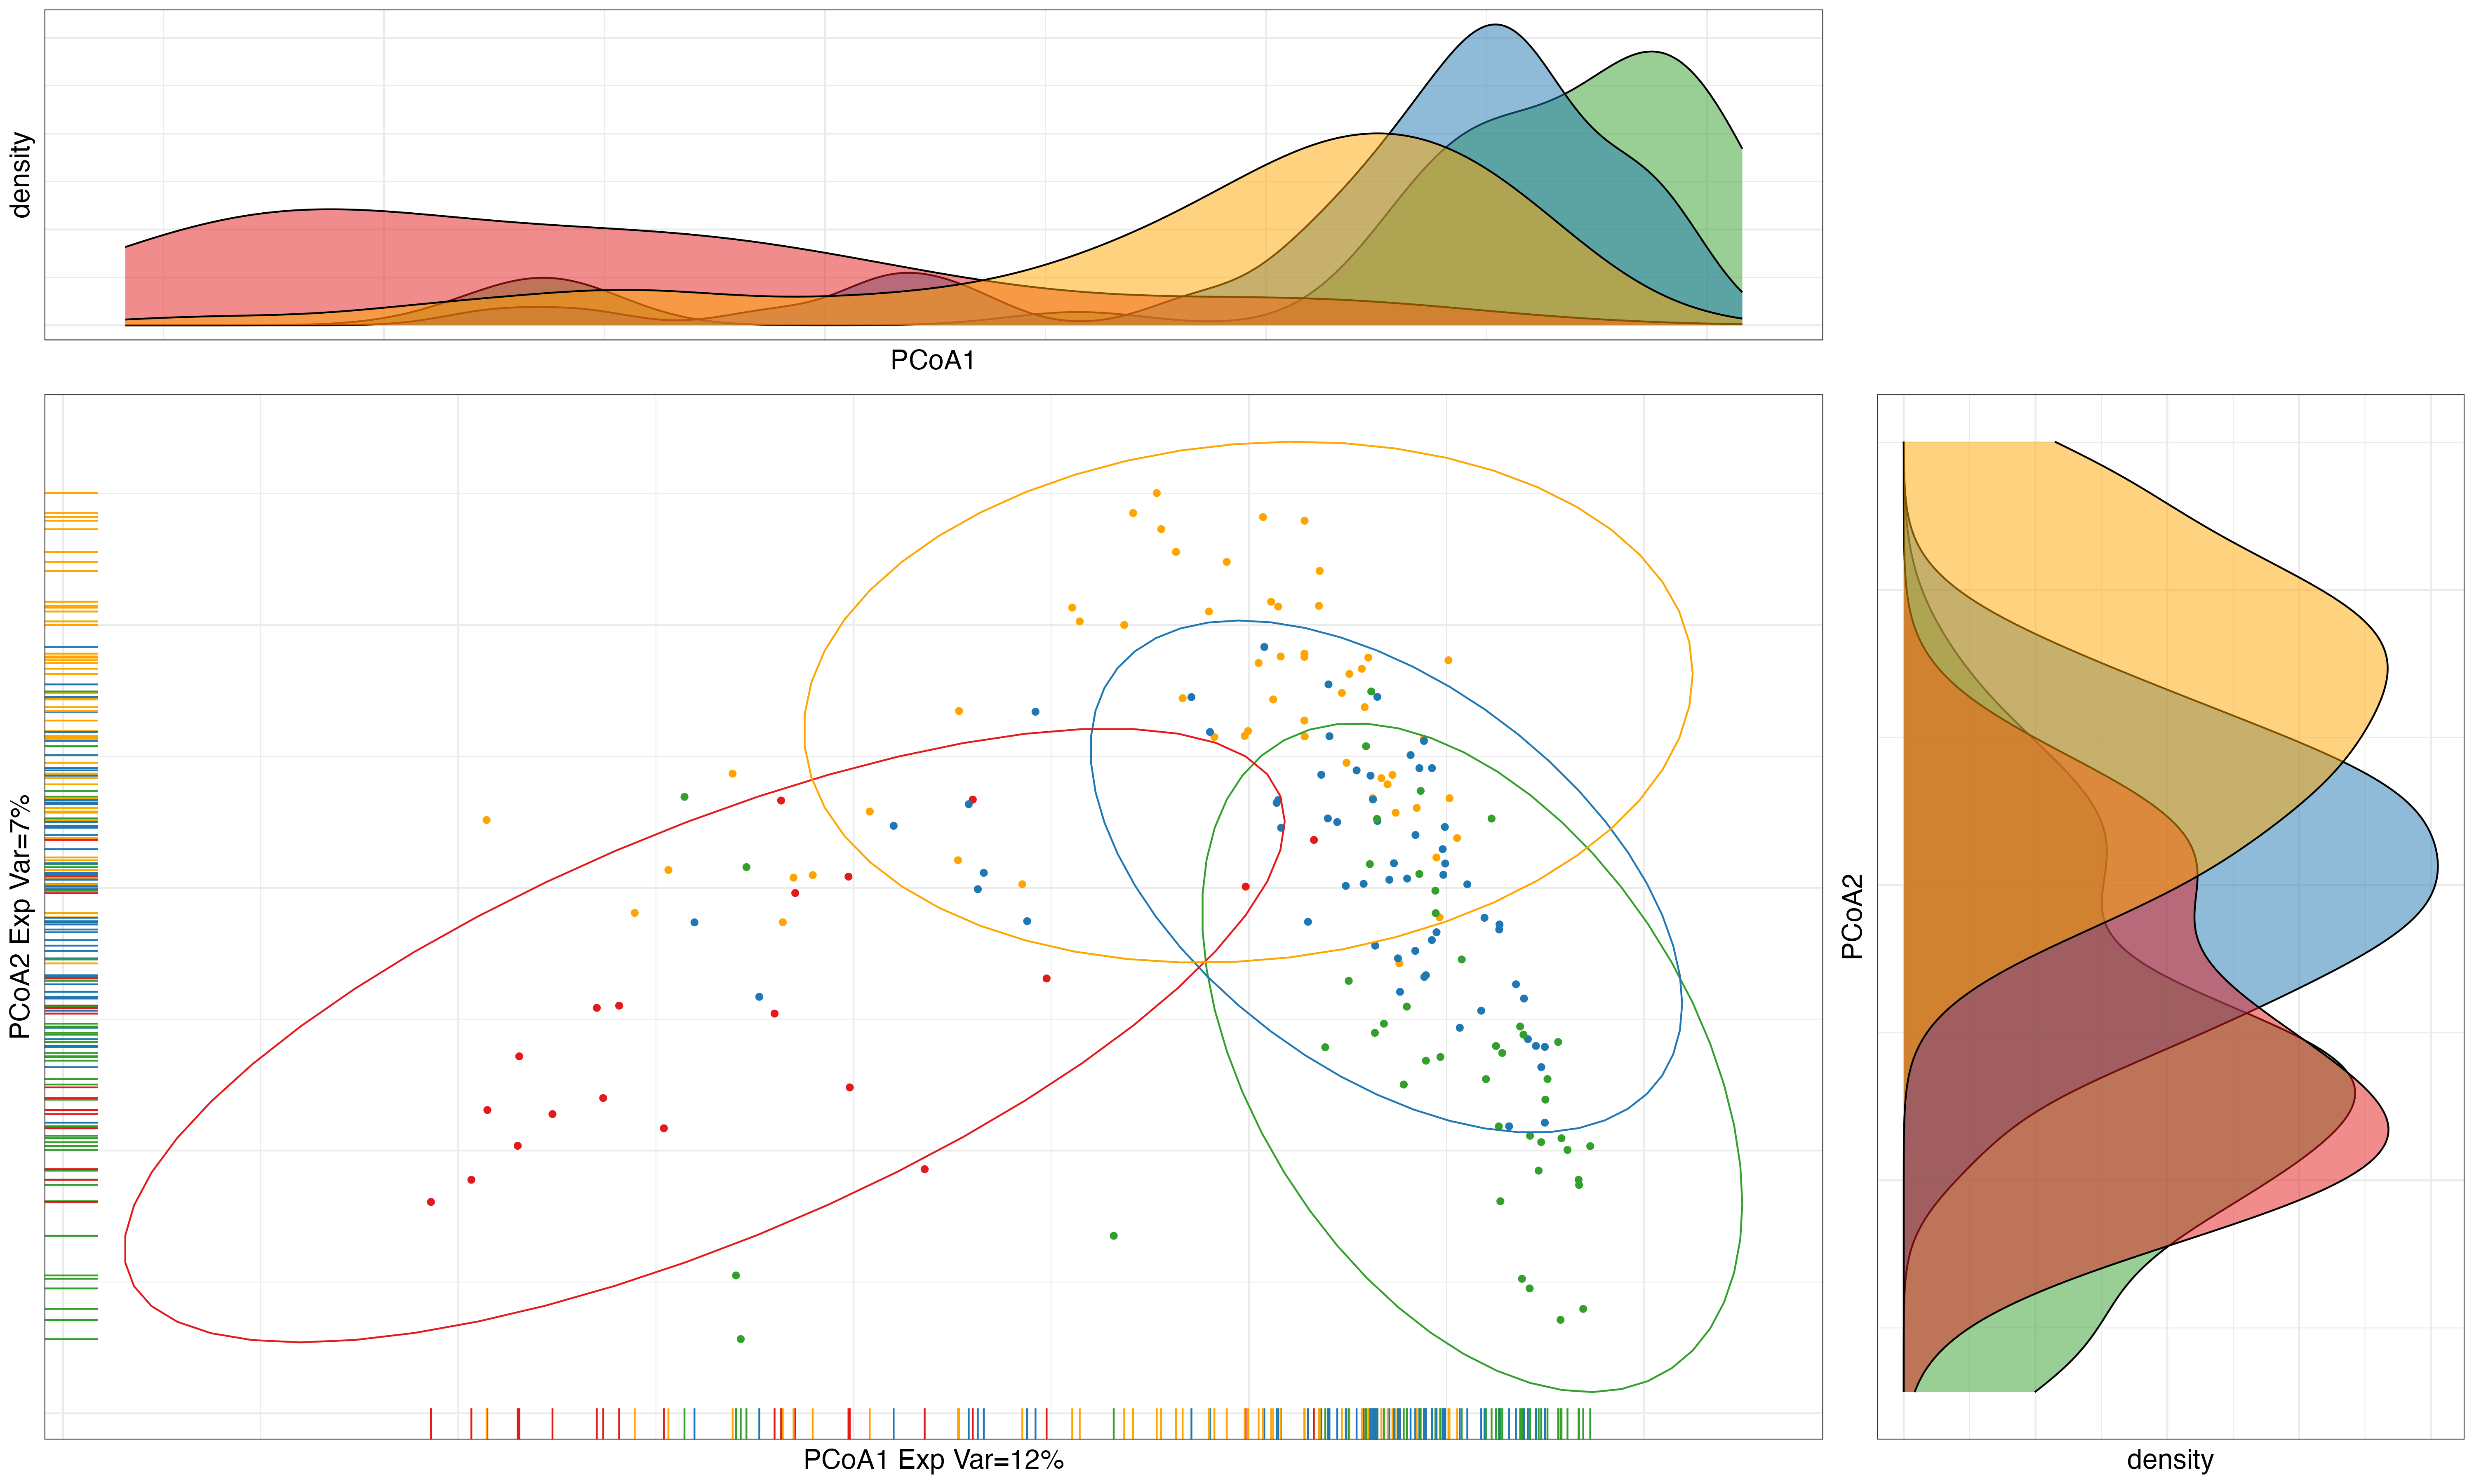 density
PCoA1
PCoA2 Exp Var=7%
PCoA1 Exp Var=12%
PCoA2
density